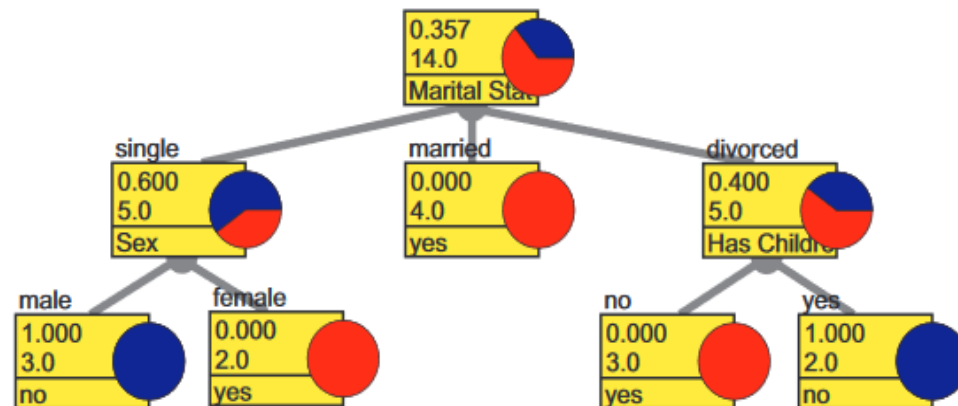 0.357
14.0
Marital Stat
single
married
divorced
0.600
5.0
Sex
0.000
4.0
yes
0.400
5.0
Has Childre
male
female
no
yes
1.000
3.0
no
0.000
2.0
yes
0.000
3.0
yes
1.000
2.0
no